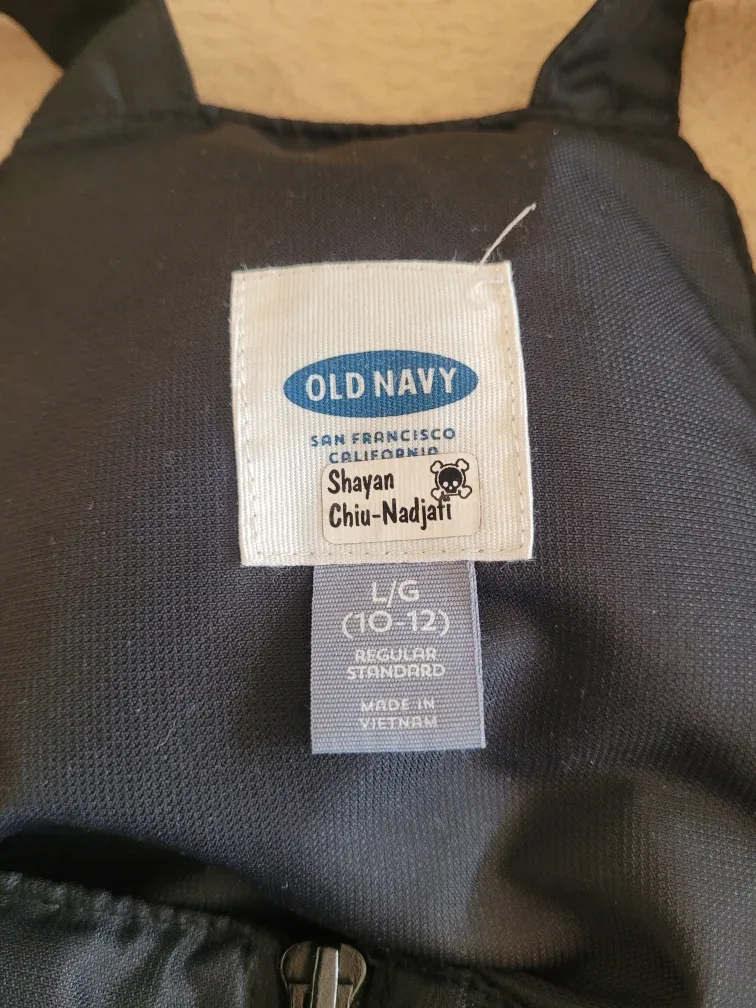 OLD NAVY
SAN FRANCISCO
CALIFORNIA
Shayan
Chiu-Nadjafi
L/G
(10-12)
REGULAR
STANDARD
MADE IN
VIETNAM